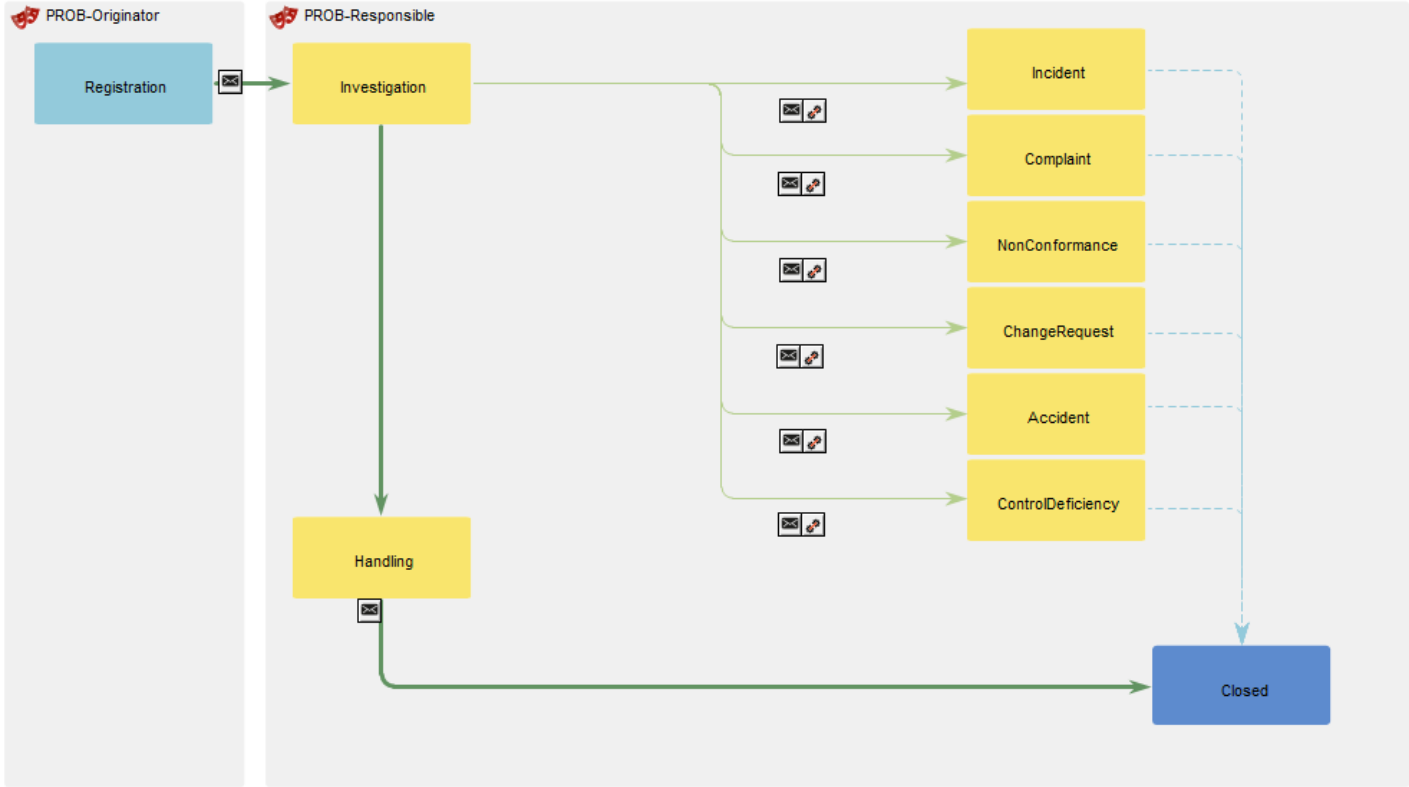 PROB-Originator
PROB-Responsible
Registration
Investigation
Incident
Complaint
NonConformance
ChangeRequest
Accident
ControlDeficiency
Handling
Closed